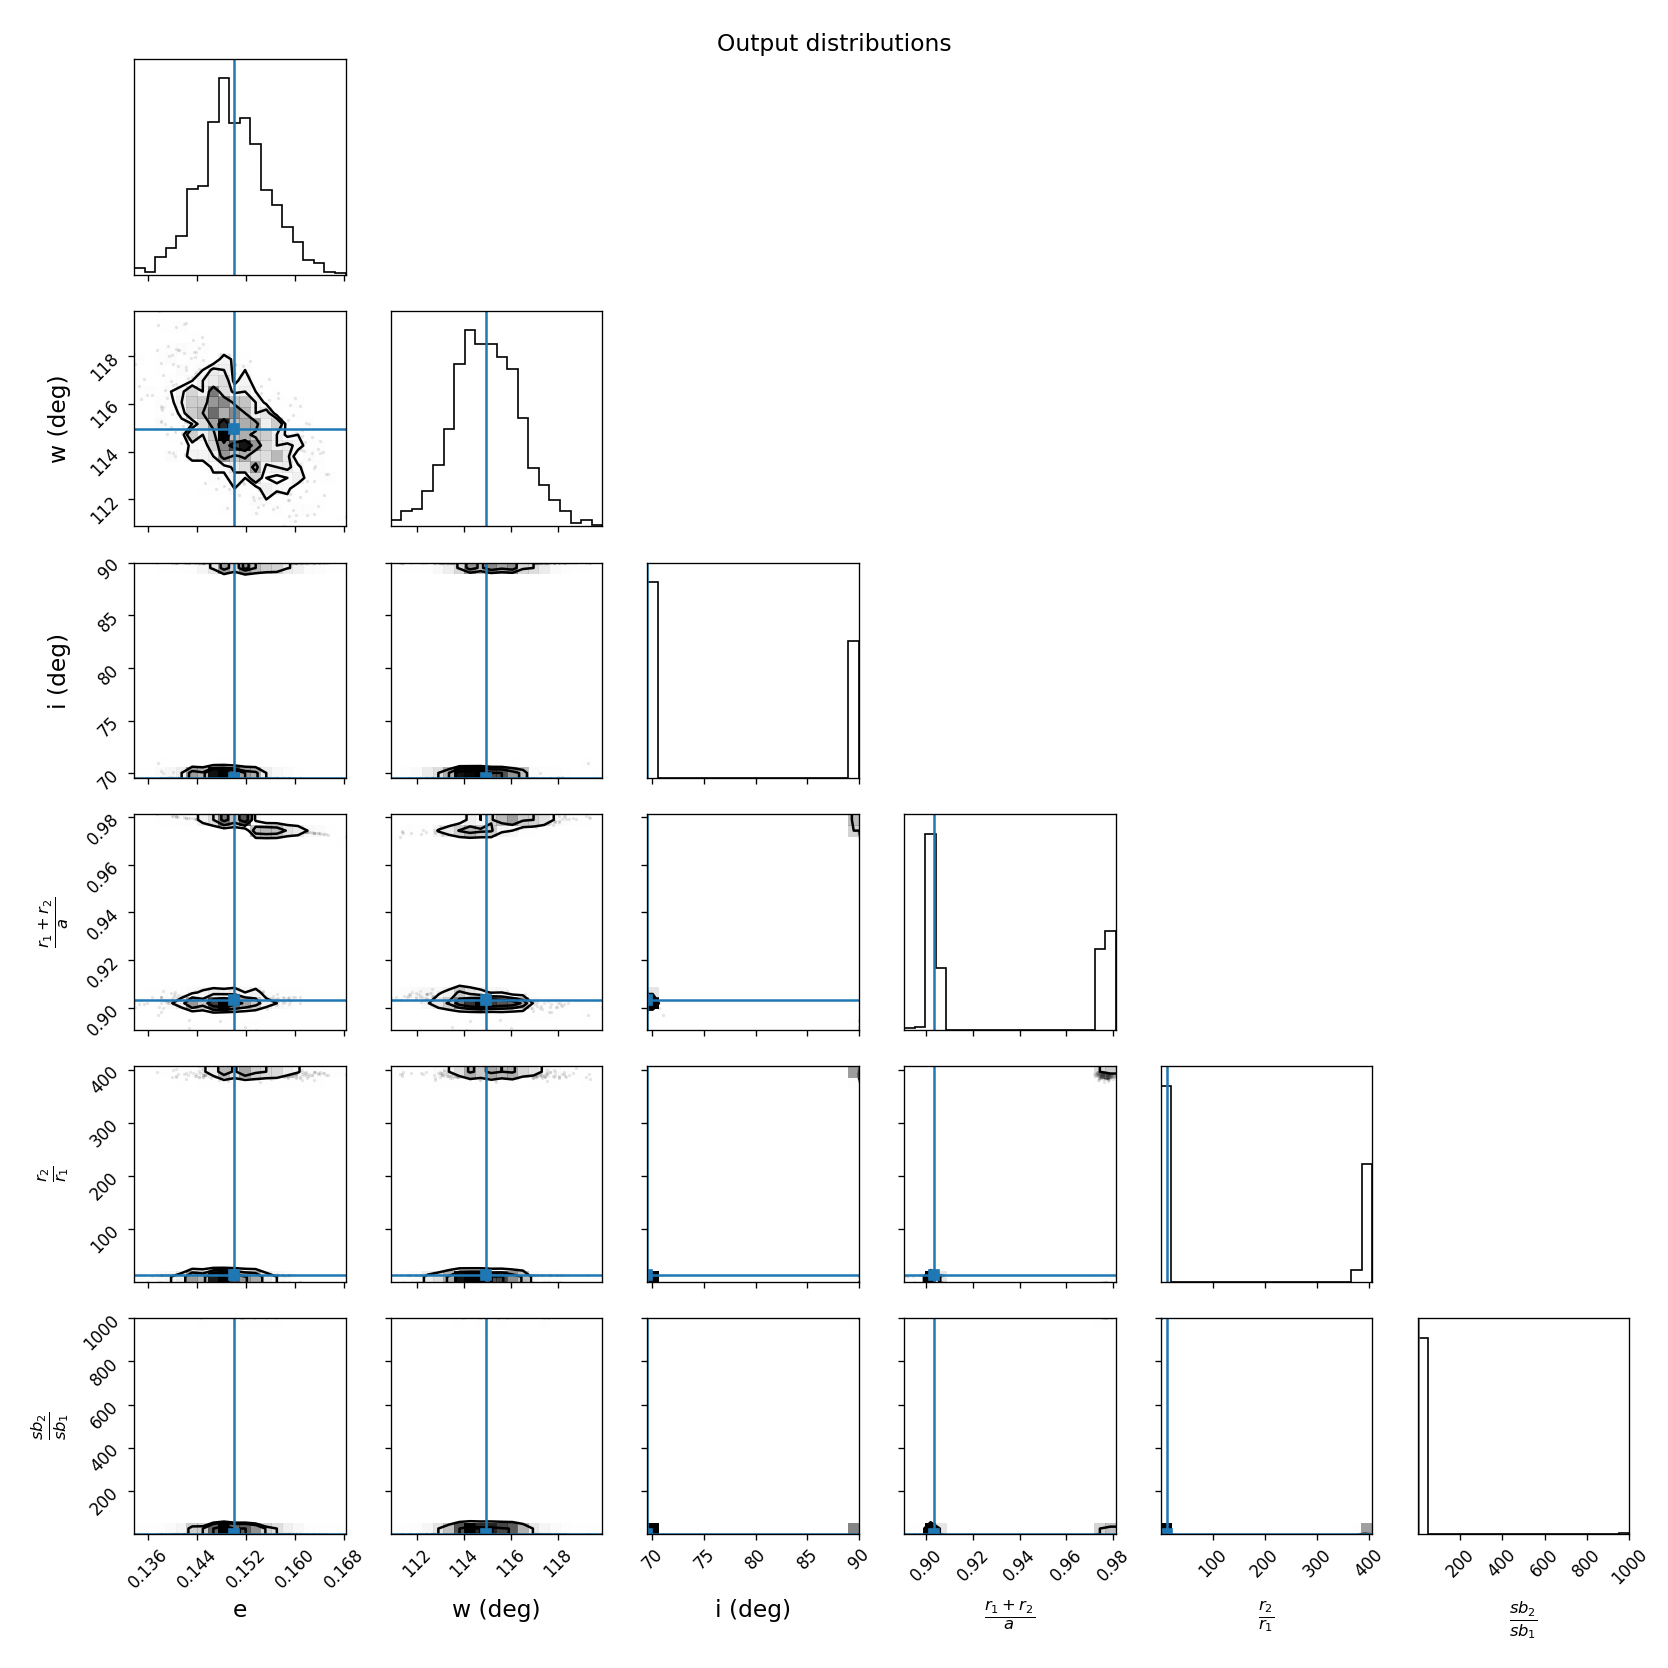 Output distributions
w (deg)
118
116
114
112
i (deg)
90
85
80
75
70
r₁ + r₂
a
0.98
0.96
0.94
0.92
0.90
r₂
r₁
400
300
200
100
sb₂
sb₁
1000
800
600
400
200
0.136 0.144 0.152 0.160 0.168
112 114 116 118
70 75 80 85 90
0.90 0.92 0.94 0.96 0.98
100 200 300 400
200 400 600 800 1000
e
w (deg)
i (deg)
r₁ + r₂
a
r₂
r₁
sb₂
sb₁